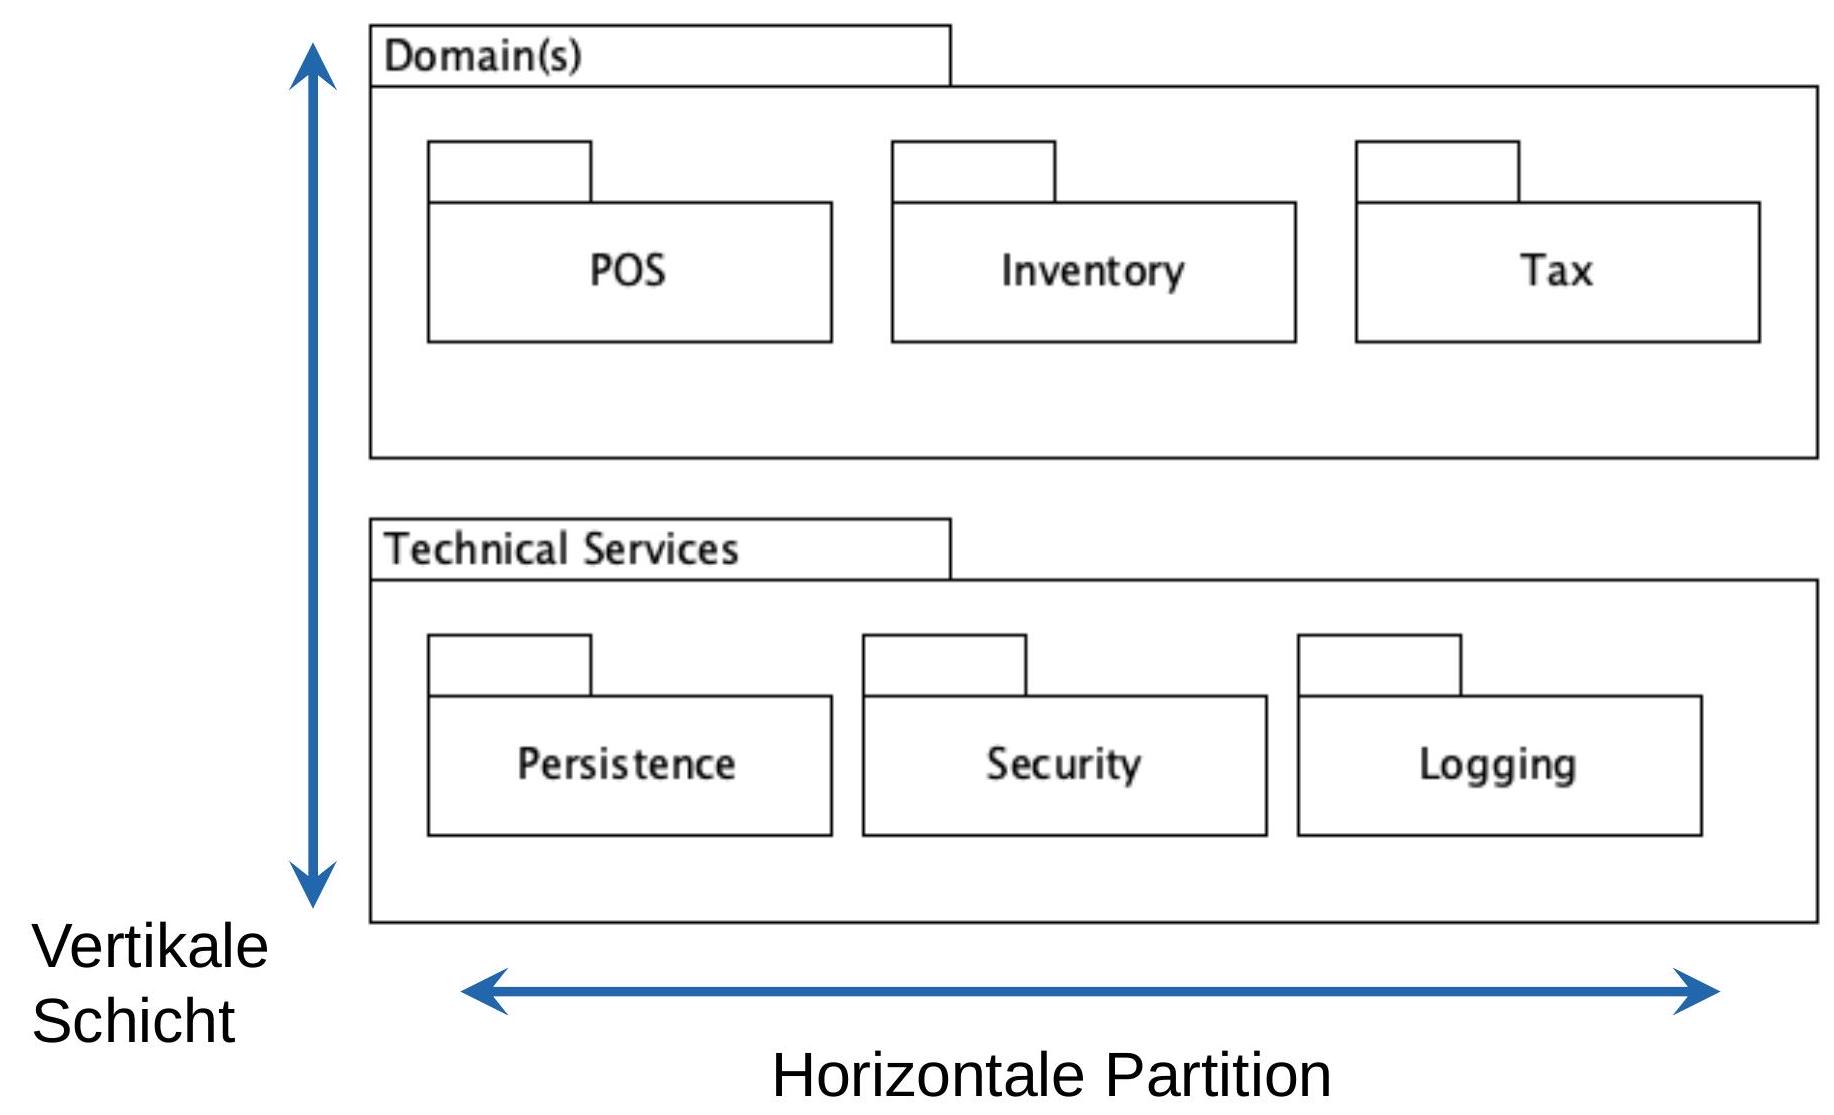 Domain(s)
POS
Inventory
Tax
Technical Services
Persistence
Security
Logging
Vertikale
Schicht
Horizontale Partition